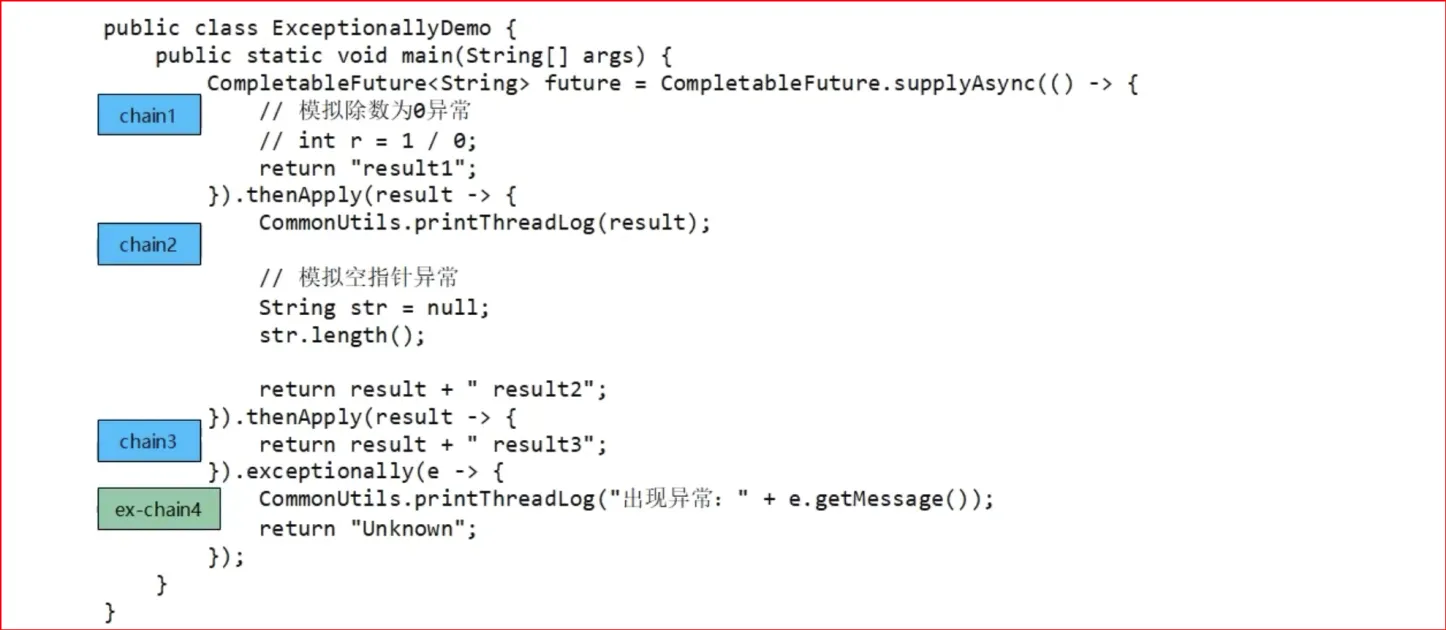 public class ExceptionallyDemo {
public static void main(String[] args) {
CompletableFuture<String> future = CompletableFuture.supplyAsync(() -> {
chain1
// 模拟除数为0异常
// int r = 1 / 0;
return "result1";
}).thenApply(result -> {
CommonUtils.printThreadLog(result);
chain2
// 模拟空指针异常
String str = null;
str.length();
return result + " result2";
}).thenApply(result -> {
chain3
return result + " result3";
}).exceptionally(e -> {
ex-chain4
CommonUtils.printThreadLog("出现异常：" + e.getMessage());
return "Unknown";
});
}
}